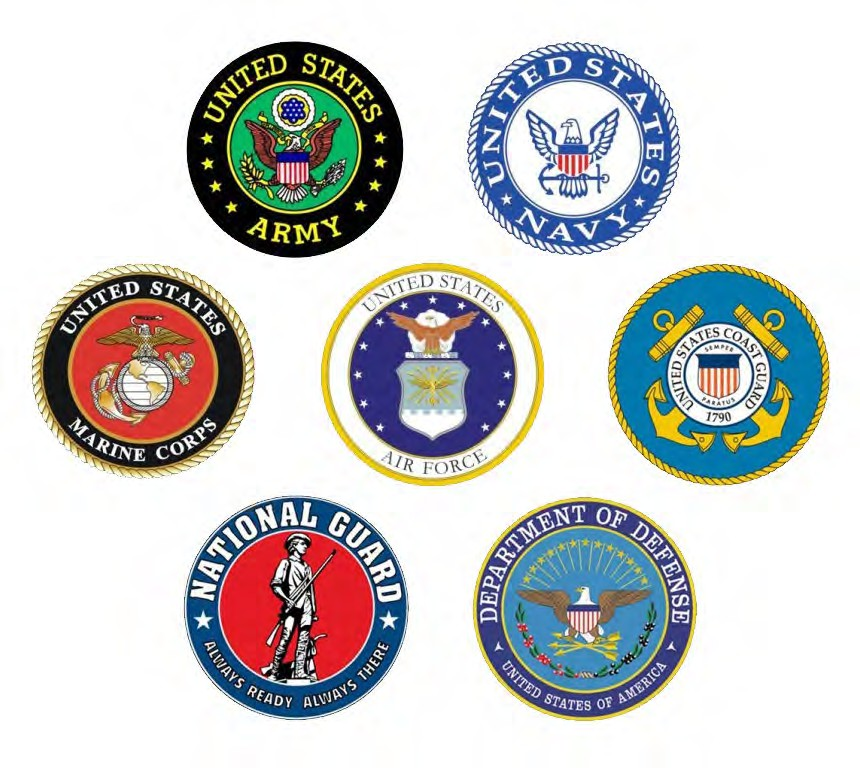 UNITED STATES
ARMY
UNITED STATES
NAVY
UNITED STATES
MARINE CORPS
UNITED STATES
AIR FORCE
UNITED STATES COAST GUARD
SEMPER
PARATUS
1790
NATIONAL GUARD
ALWAYS READY ALWAYS THERE
DEPARTMENT OF DEFENSE
UNITED STATES OF AMERICA